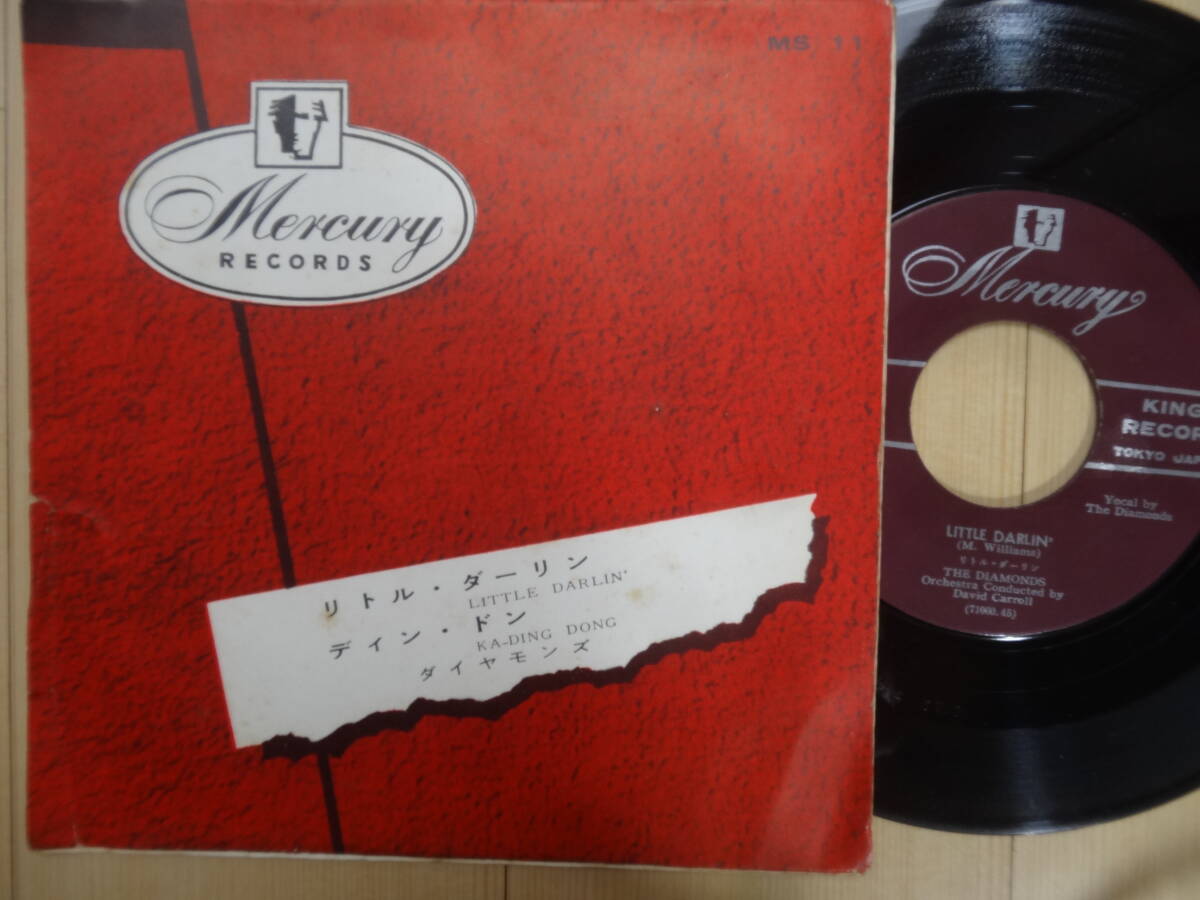 MS 11
Mercury
RECORDS
リトル・ダーリン
LITTLE DARLIN'
デイン・ドン
KA-DING DONG
ダイヤモンズ
Mercury
KING
RECOR
TOKYO JAP
Vocal by
The Diamonds
LITTLE DARLIN'
(M. Williams)
リトル・ダーリン
THE DIAMONDS
Orchestra Conducted by
David Carroll
(71060.45)